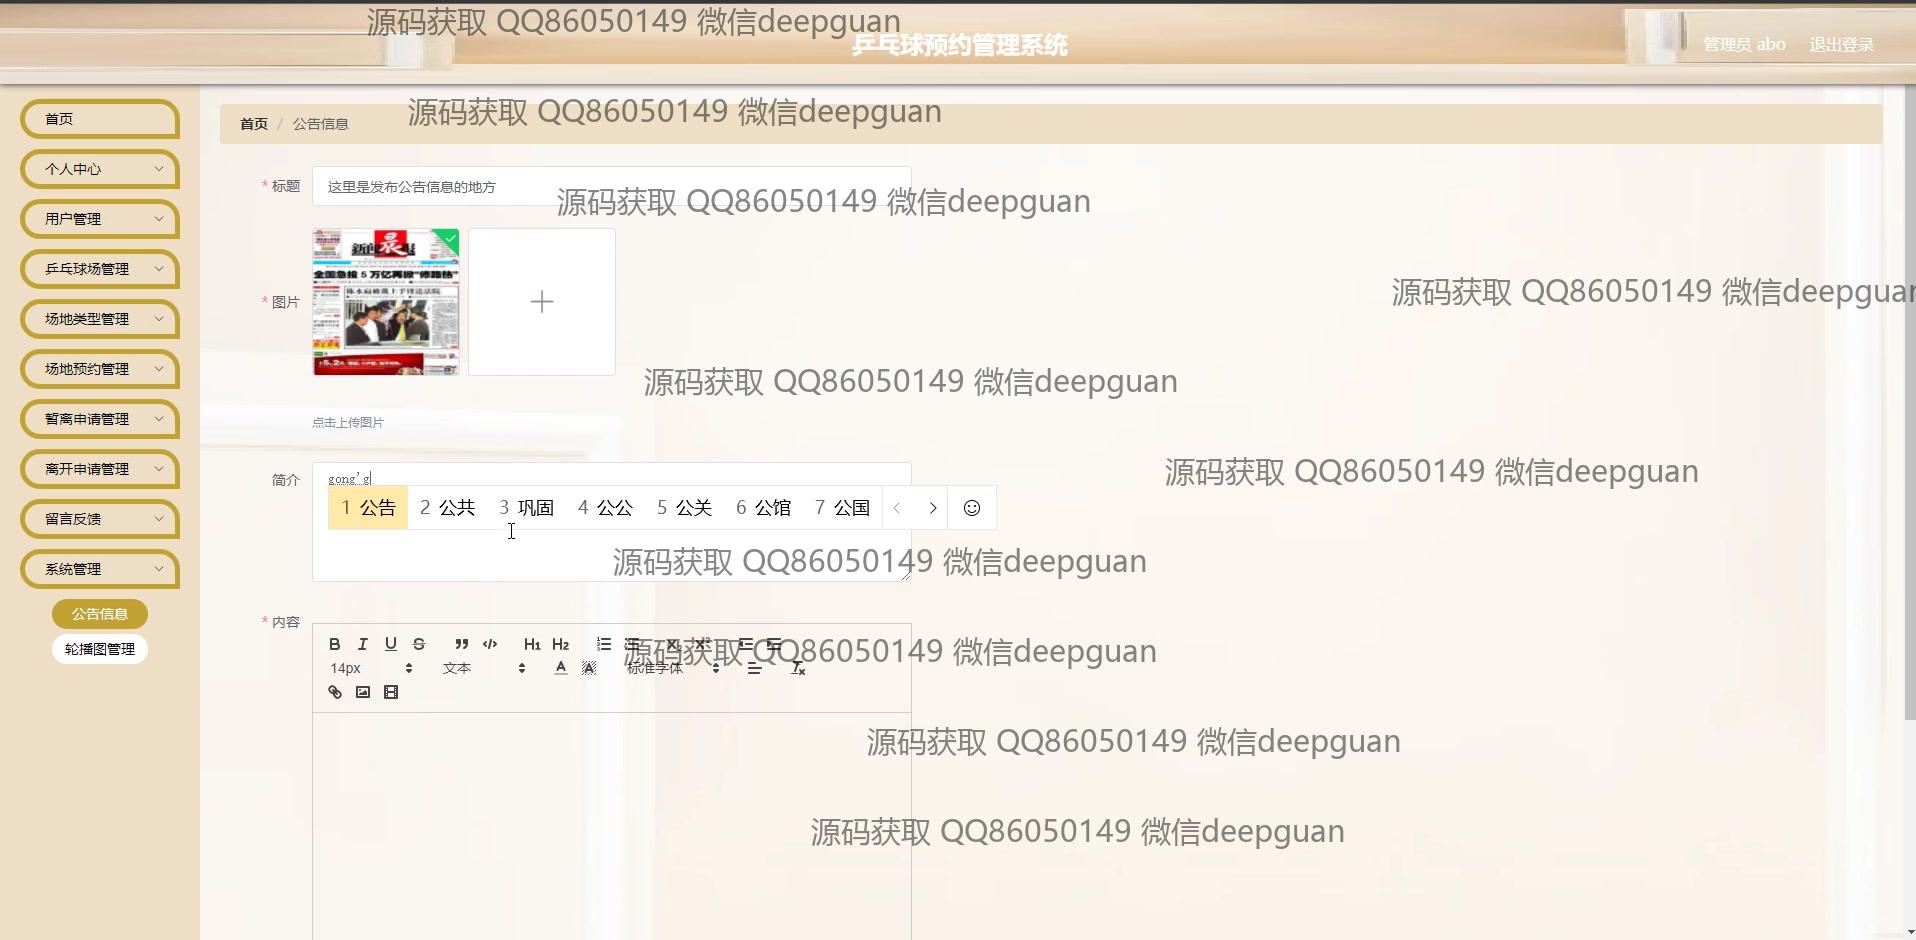 源码获取 QQ86050149 微信deepguan
乒乓球预约管理系统
管理员 abo 退出登录
首页
个人中心
用户管理
乒乓球场管理
场地类型管理
场地预约管理
暂离申请管理
离开申请管理
留言反馈
系统管理
公告信息
轮播图管理
首页 / 公告信息
源码获取 QQ86050149 微信deepguan
* 标题 这里是发布公告信息的地方
源码获取 QQ86050149 微信deepguan
* 图片
全国急投 5 万亿再掀“修路热”
源码获取 QQ86050149 微信deepguan
源码获取 QQ86050149 微信deepguan
点击上传图片
源码获取 QQ86050149 微信deepguan
简介 gong'g
1 公告 2 公共 3 巩固 4 公公 5 公关 6 公馆 7 公国
源码获取 QQ86050149 微信deepguan
* 内容
B I U S H1 H2
源码获取 QQ86050149 微信deepguan
14px 文本 A A 标准字体
源码获取 QQ86050149 微信deepguan
源码获取 QQ86050149 微信deepguan